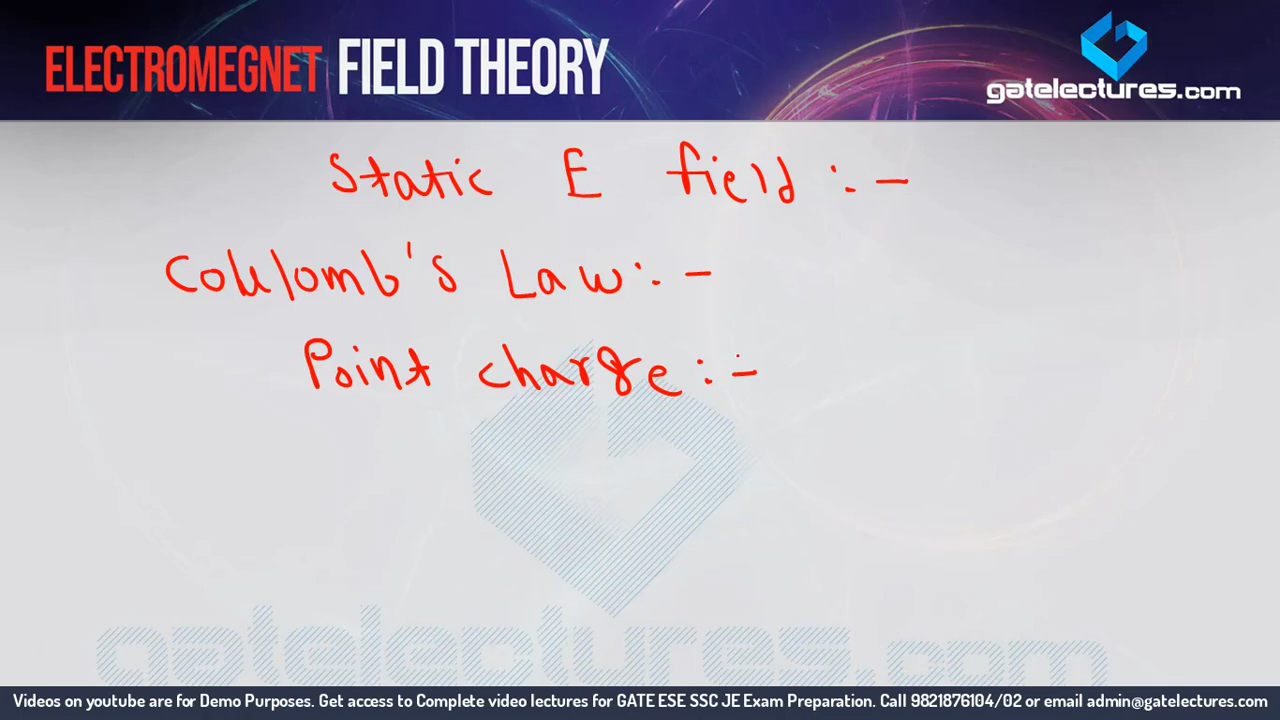 ELECTROMEGNET FIELD THEORY
gatelectures.com
Static E field :-
Coulomb's Law :-
Point charge :-
gatelectures.com
Videos on youtube are for Demo Purposes. Get access to Complete video lectures for GATE ESE SSC JE Exam Preparation. Call 9821876104/02 or email admin@gatelectures.com